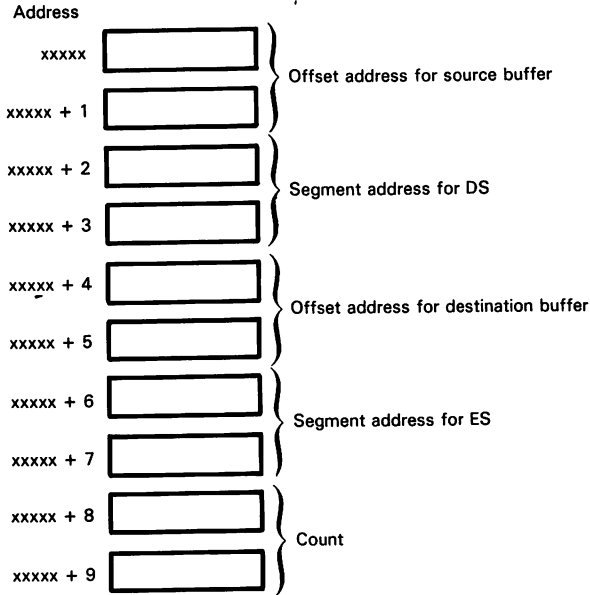 Address
xxxxx
Offset address for source buffer
xxxxx + 1
xxxxx + 2
Segment address for DS
xxxxx + 3
xxxxx + 4
Offset address for destination buffer
xxxxx + 5
xxxxx + 6
Segment address for ES
xxxxx + 7
xxxxx + 8
Count
xxxxx + 9